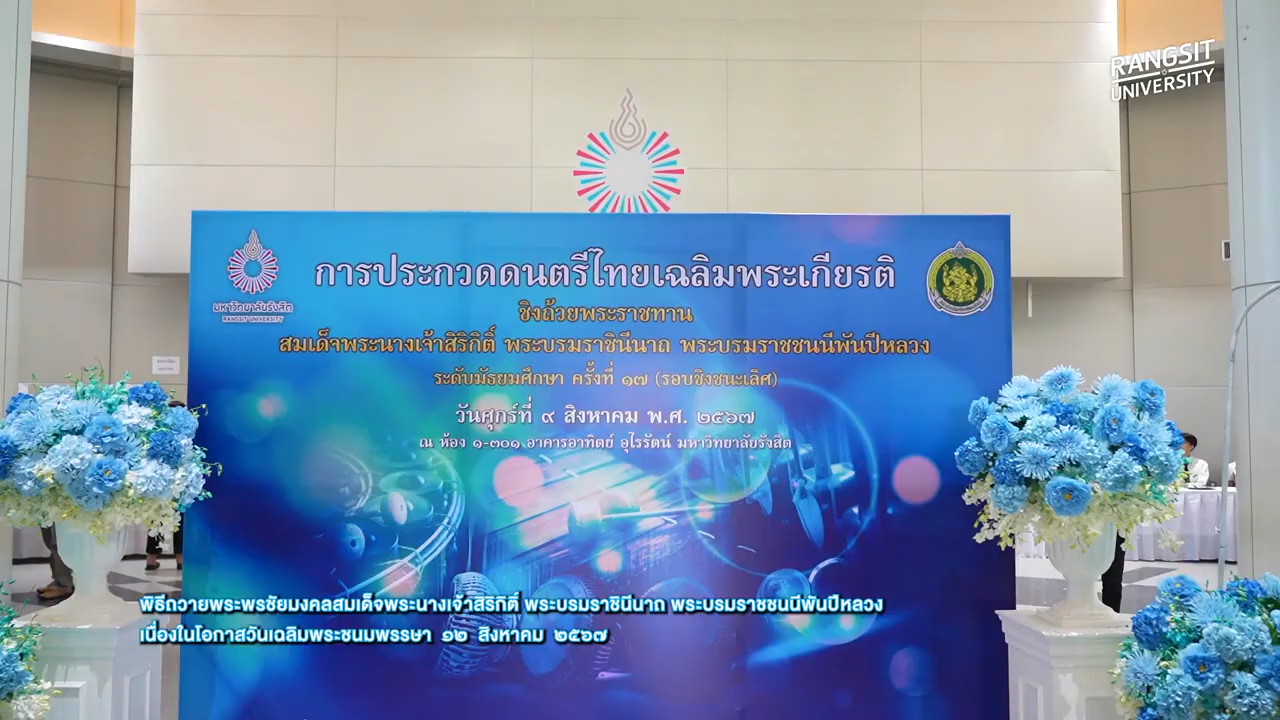 RANGSIT
UNIVERSITY
มหาวิทยาลัยรังสิต
RANGSIT UNIVERSITY
การประกวดดนตรีไทยเฉลิมพระเกียรติ
ชิงถ้วยพระราชทาน
สมเด็จพระนางเจ้าสิริกิติ์ พระบรมราชินีนาถ พระบรมราชชนนีพันปีหลวง
ระดับมัธยมศึกษา ครั้งที่ ๑๗ (รอบชิงชนะเลิศ)
วันศุกร์ที่ ๙ สิงหาคม พ.ศ. ๒๕๖๗
ณ ห้อง ๑-๓๐๑ อาคารอาทิตย์ อุไรรัตน์ มหาวิทยาลัยรังสิต
พิธีถวายพระพรชัยมงคลสมเด็จพระนางเจ้าสิริกิติ์ พระบรมราชินีนาถ พระบรมราชชนนีพันปีหลวง
เนื่องในโอกาสวันเฉลิมพระชนมพรรษา ๑๒ สิงหาคม ๒๕๖๗